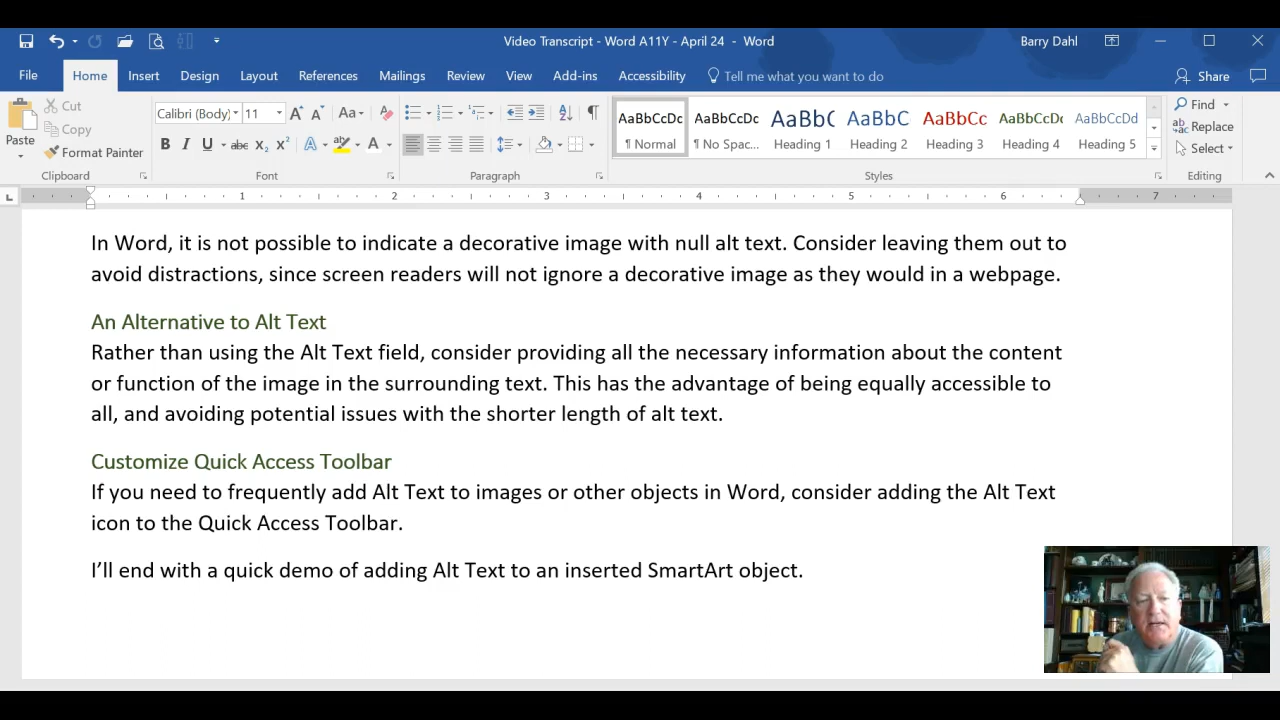 Video Transcript - Word A11Y - April 24 - Word
Barry Dahl
File Home Insert Design Layout References Mailings Review View Add-ins Accessibility Tell me what you want to do Share
Cut
Copy
Format Painter
Paste
Clipboard
Calibri (Body) 11
Font
Paragraph
AaBbCcDc AaBbCcDc AaBbC AaBbCc AaBbCc AaBbCcDc AaBbCcDd
¶ Normal ¶ No Spac... Heading 1 Heading 2 Heading 3 Heading 4 Heading 5
Styles
Find
Replace
Select
Editing
1 2 3 4 5 6 7
In Word, it is not possible to indicate a decorative image with null alt text. Consider leaving them out to
avoid distractions, since screen readers will not ignore a decorative image as they would in a webpage.
An Alternative to Alt Text
Rather than using the Alt Text field, consider providing all the necessary information about the content
or function of the image in the surrounding text. This has the advantage of being equally accessible to
all, and avoiding potential issues with the shorter length of alt text.
Customize Quick Access Toolbar
If you need to frequently add Alt Text to images or other objects in Word, consider adding the Alt Text
icon to the Quick Access Toolbar.
I’ll end with a quick demo of adding Alt Text to an inserted SmartArt object.